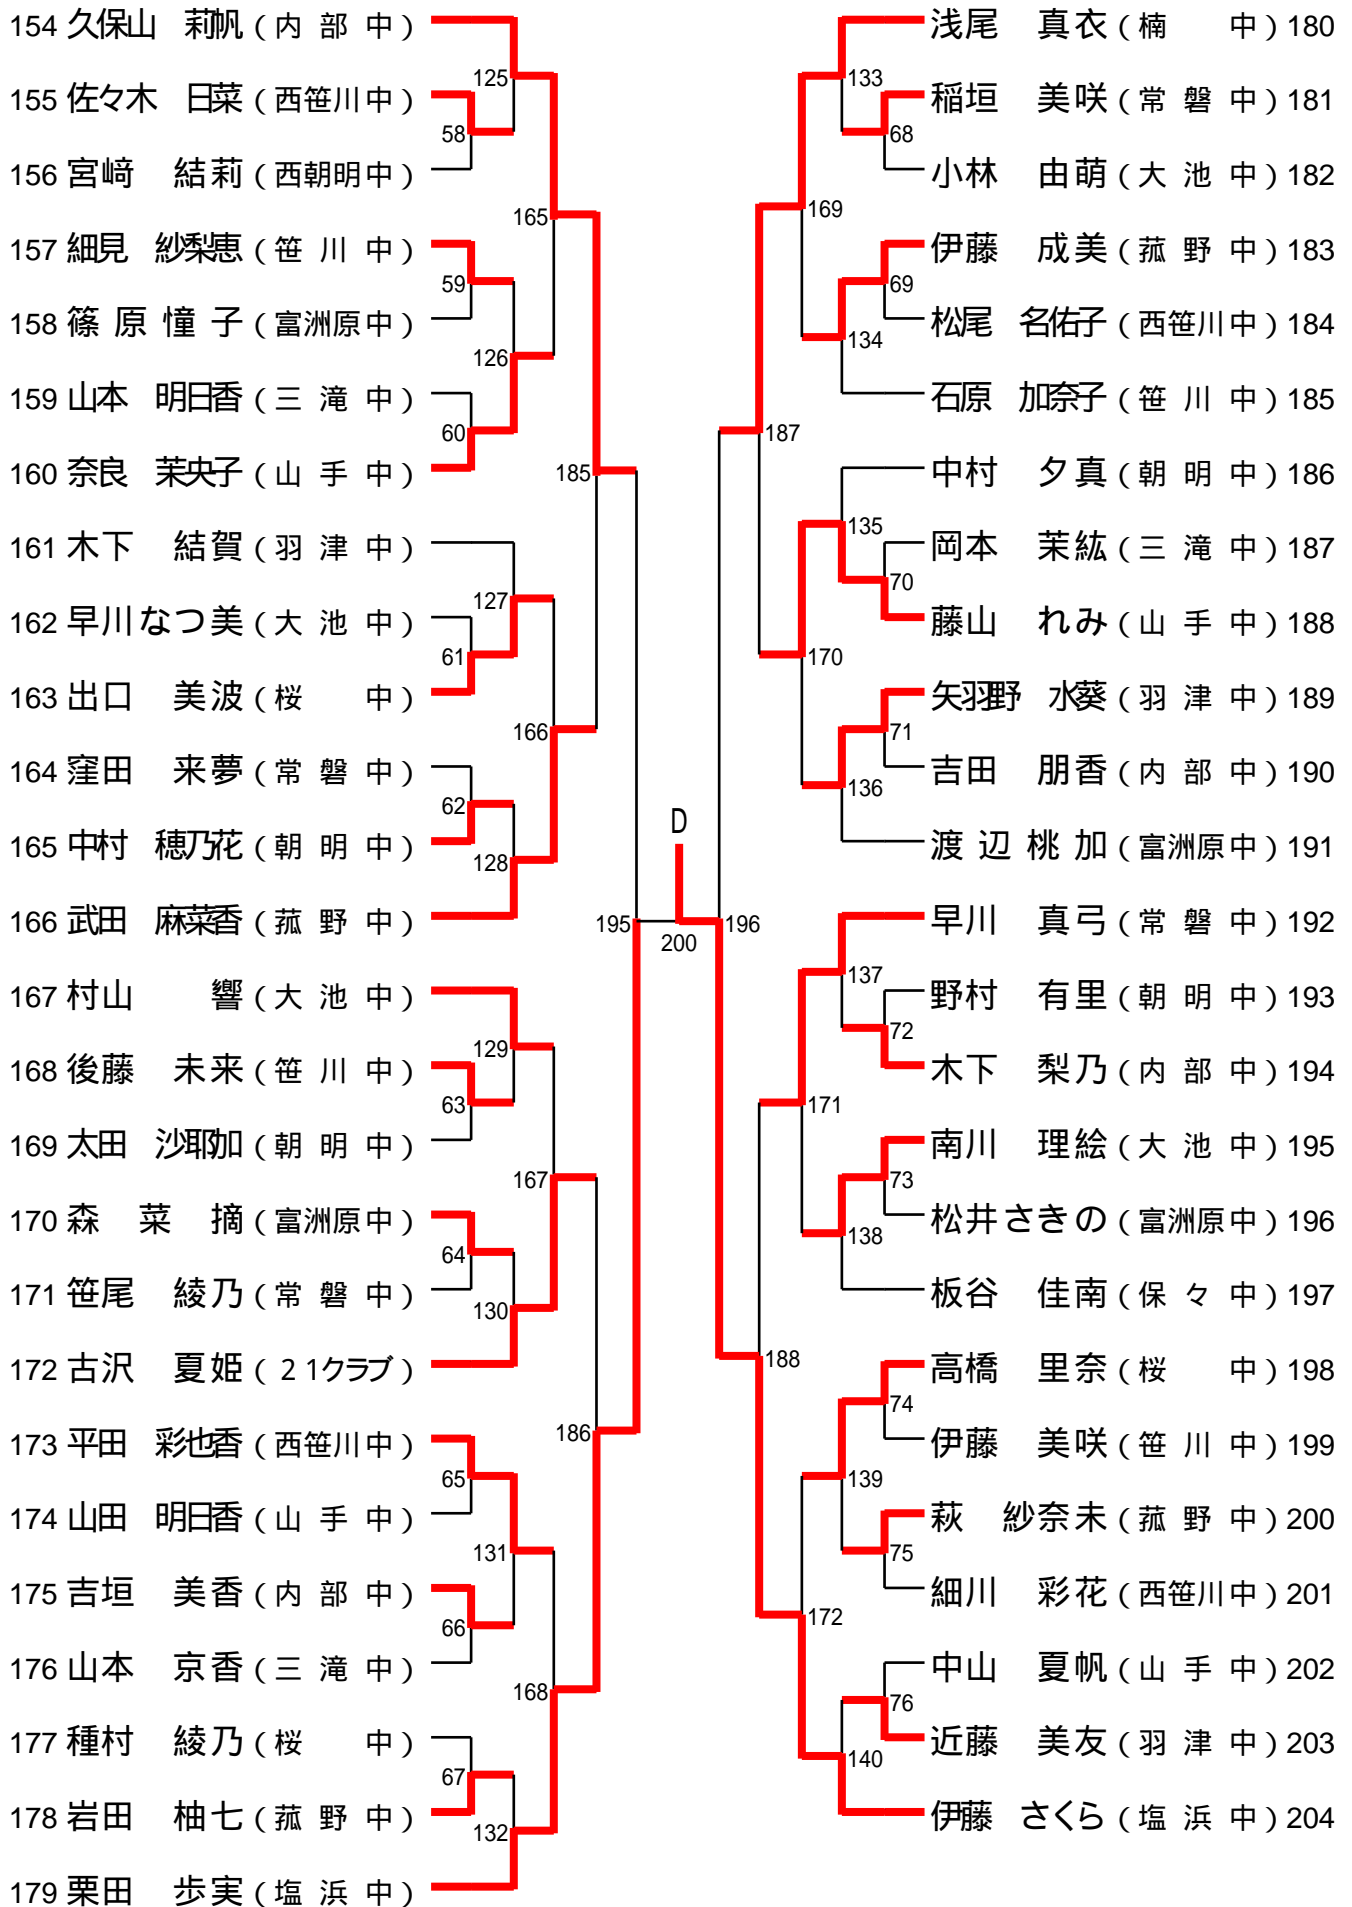 154 久保山 莉帆 (内部中)
155 佐々木 日菜 (西笹川中)
156 宮﨑 結莉 (西朝明中)
157 細見 紗梨恵 (笹川中)
158 篠原憧子 (富洲原中)
159 山本 明日香 (三滝中)
160 奈良 茉央子 (山手中)
161 木下 結賀 (羽津中)
162 早川なつ美 (大池中)
163 出口 美波 (桜 中)
164 窪田 来夢 (常磐中)
165 中村 穂乃花 (朝明中)
166 武田 麻菜香 (菰野中)
167 村山 響 (大池中)
168 後藤 未来 (笹川中)
169 太田 沙耶加 (朝明中)
170 森 菜摘 (富洲原中)
171 笹尾 綾乃 (常磐中)
172 古沢 夏姫 (21クラブ)
173 平田 彩也香 (西笹川中)
174 山田 明日香 (山手中)
175 吉垣 美香 (内部中)
176 山本 京香 (三滝中)
177 種村 綾乃 (桜 中)
178 岩田 柚七 (菰野中)
179 栗田 歩実 (塩浜中)
58
59
60
61
62
63
64
65
66
67
125
126
127
128
129
130
131
132
165
166
167
168
185
186
195
D
200
196
187
188
169
170
171
172
133
134
135
136
137
138
139
140
68
69
70
71
72
73
74
75
76
浅尾 真衣 (楠 中) 180
稲垣 美咲 (常磐中) 181
小林 由萌 (大池中) 182
伊藤 成美 (菰野中) 183
松尾 名佑子 (西笹川中) 184
石原 加奈子 (笹川中) 185
中村 夕真 (朝明中) 186
岡本 茉紘 (三滝中) 187
藤山 れみ (山手中) 188
矢羽野 水葵 (羽津中) 189
吉田 朋香 (内部中) 190
渡辺桃加 (富洲原中) 191
早川 真弓 (常磐中) 192
野村 有里 (朝明中) 193
木下 梨乃 (内部中) 194
南川 理絵 (大池中) 195
松井さきの (富洲原中) 196
板谷 佳南 (保々中) 197
高橋 里奈 (桜 中) 198
伊藤 美咲 (笹川中) 199
萩 紗奈未 (菰野中) 200
細川 彩花 (西笹川中) 201
中山 夏帆 (山手中) 202
近藤 美友 (羽津中) 203
伊藤 さくら (塩浜中) 204